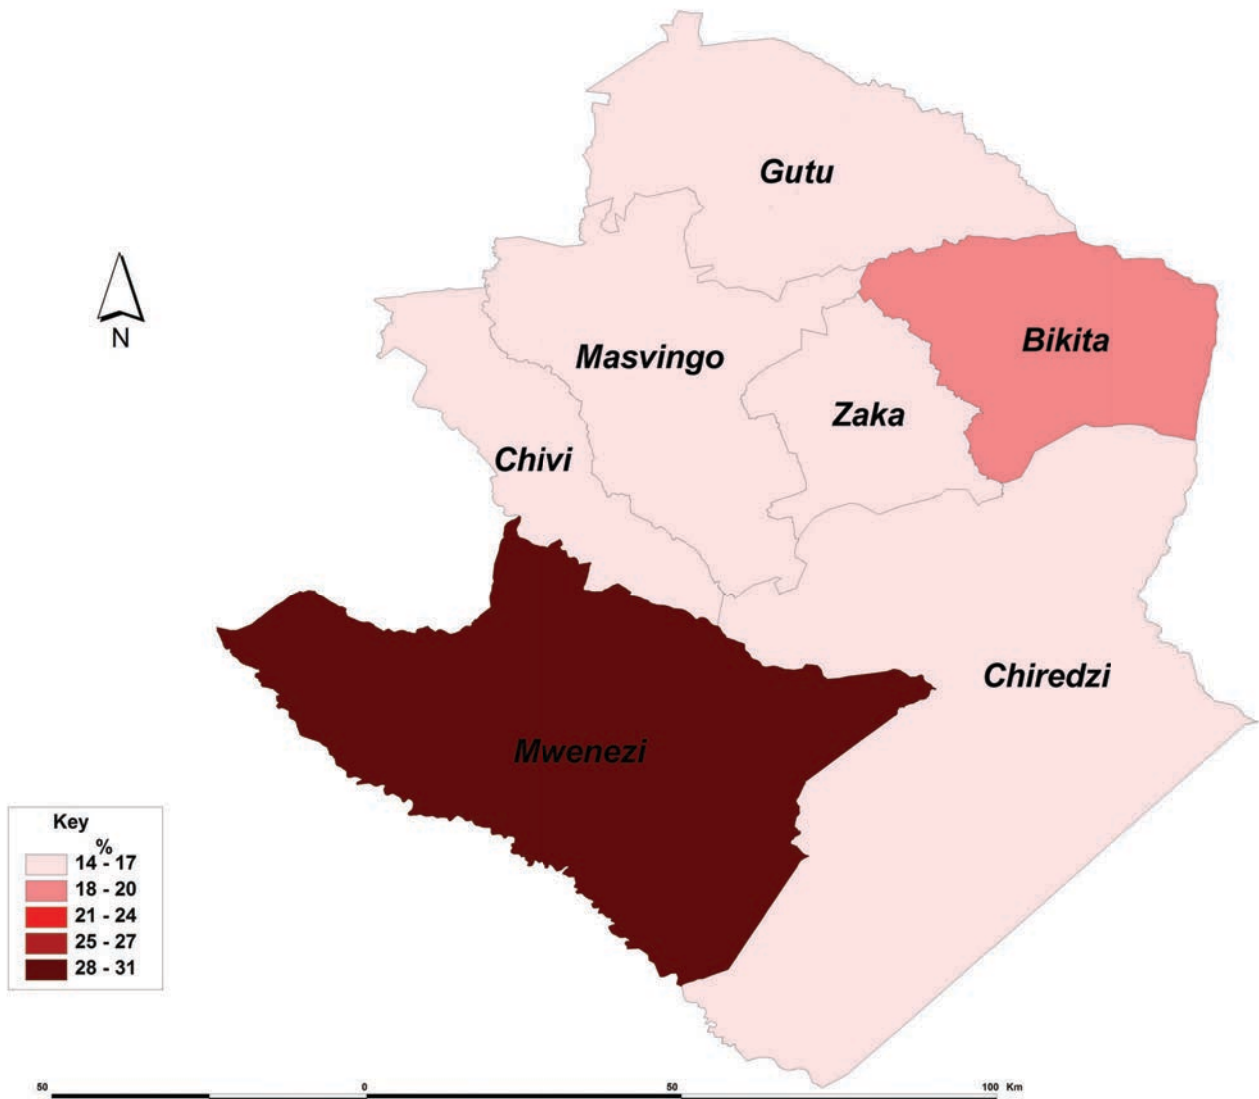 Gutu
Bikita
Masvingo
Zaka
Chivi
N
Chiredzi
Mwenezi
Key
%
14 - 17
18 - 20
21 - 24
25 - 27
28 - 31
50 0 50 100 Km